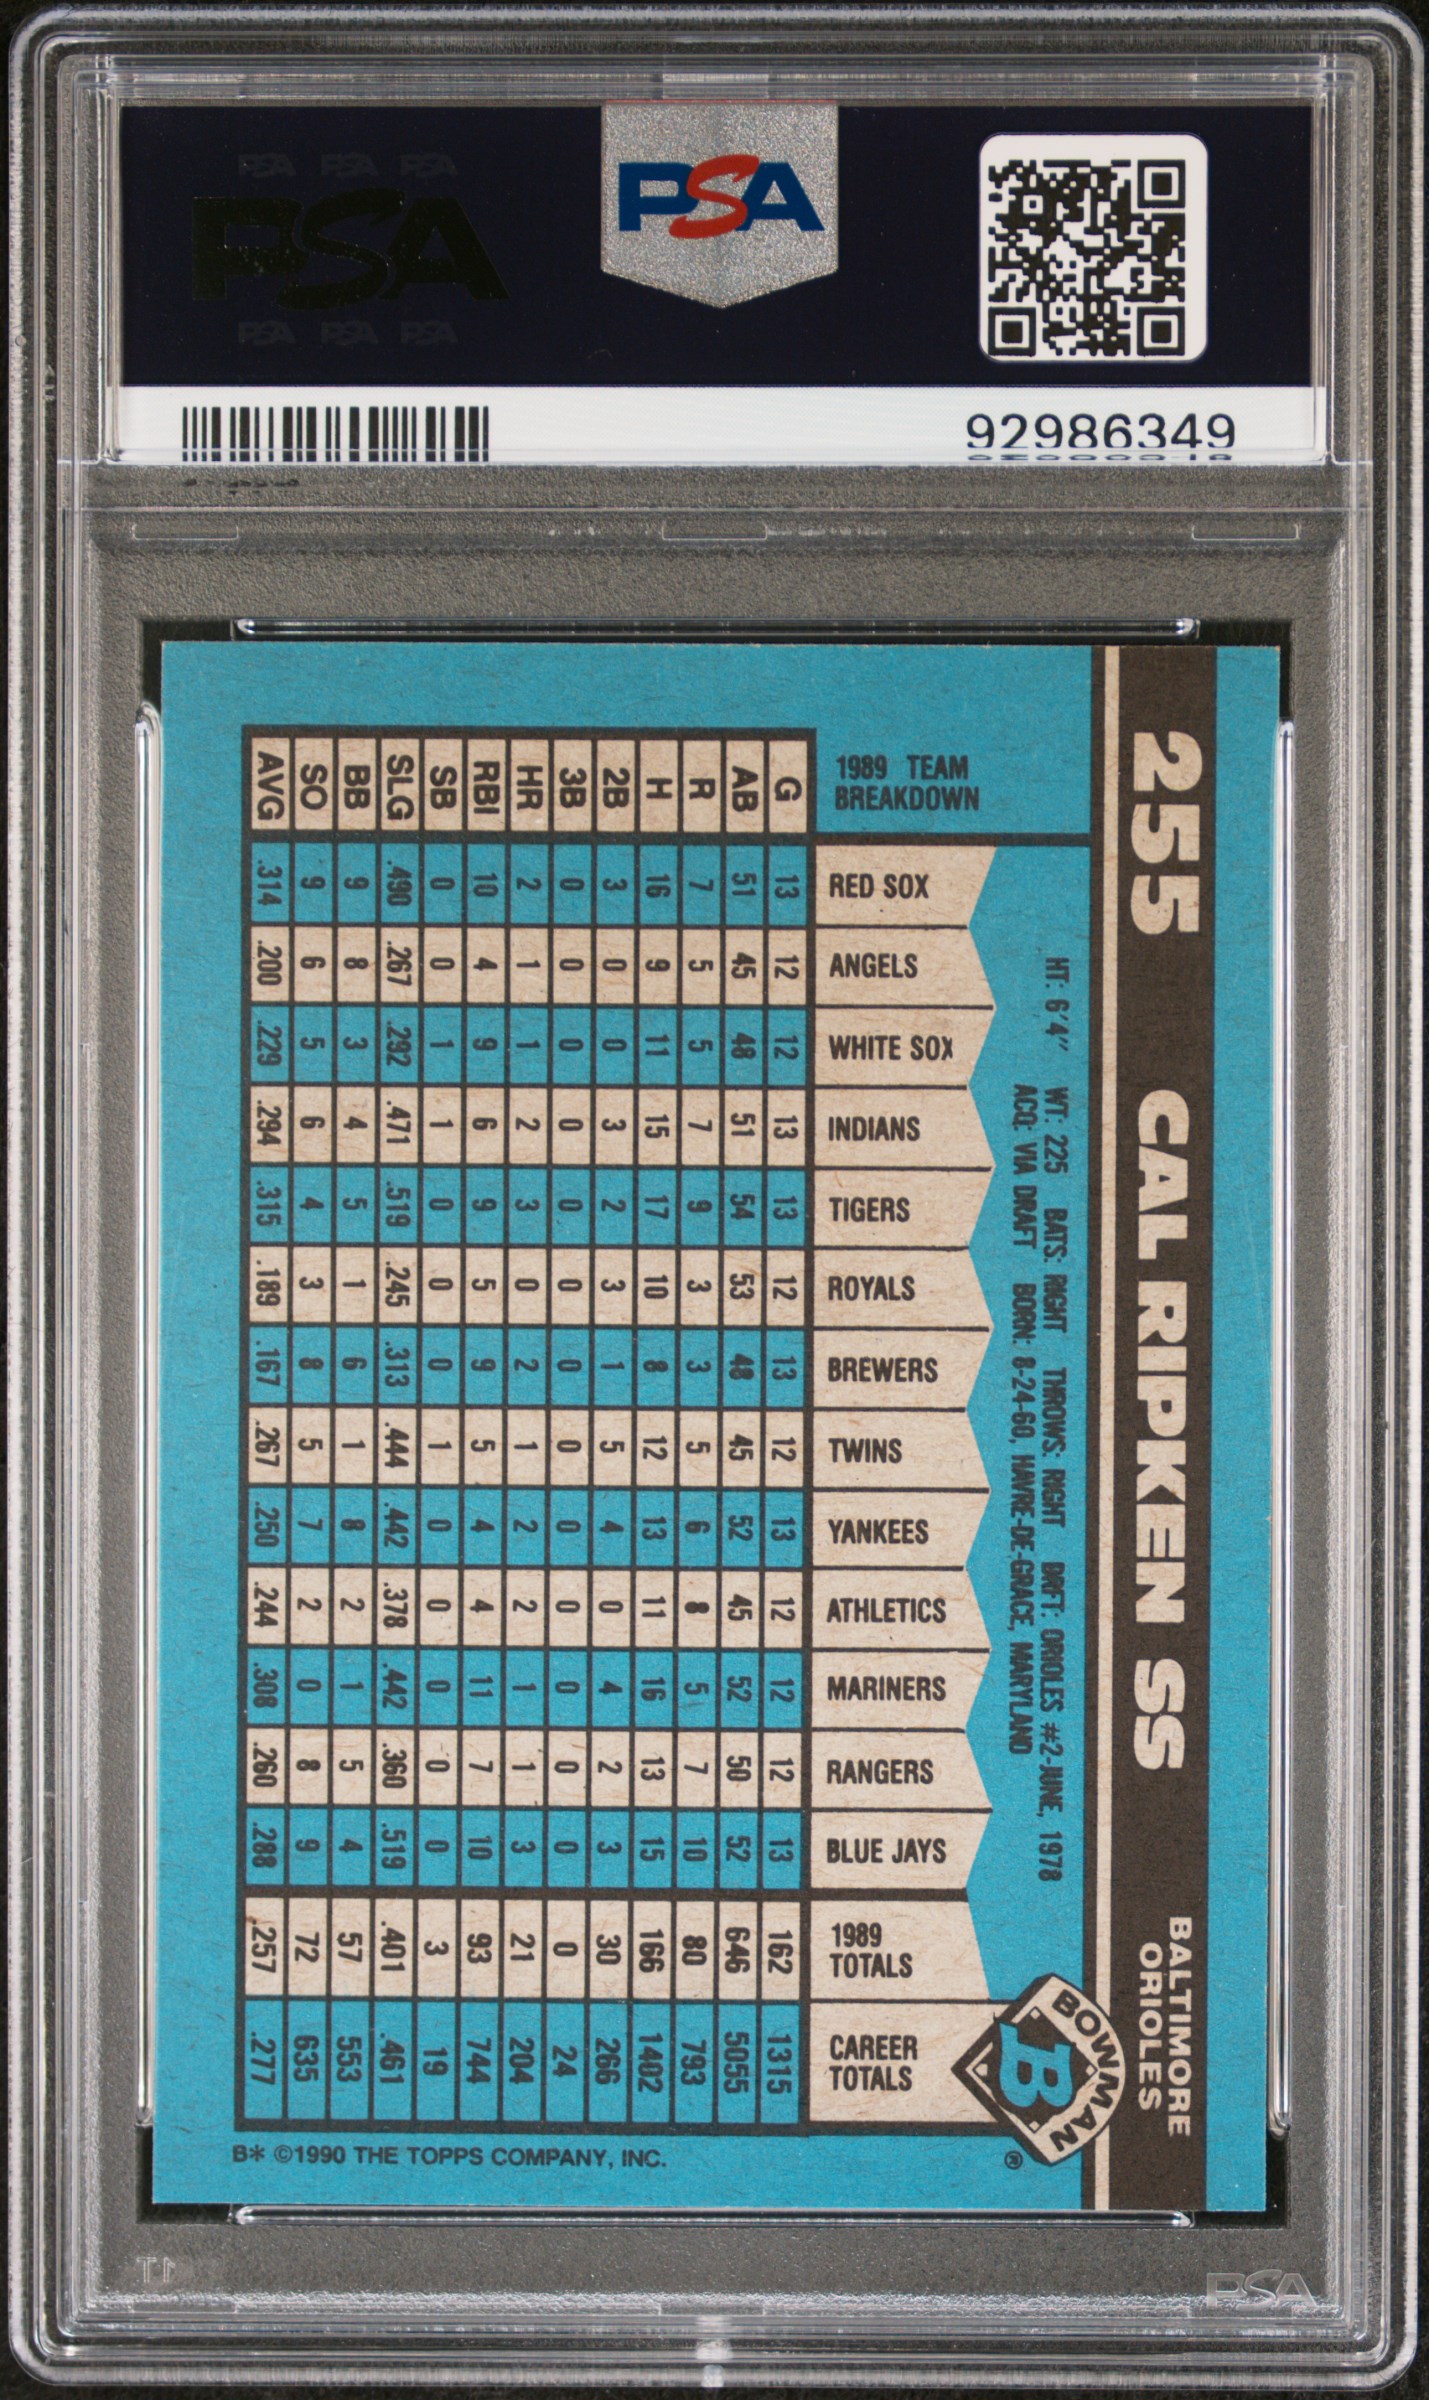 PSA PSA PSA
PSA
PSA PSA PSA
PSA
92986349
255 CAL RIPKEN SS BALTIMORE ORIOLES
HT: 6'4" WT: 225 BATS: RIGHT THROWS: RIGHT DRFT: ORIOLES #2-JUNE, 1978
ACQ: VIA DRAFT BORN: 8-24-60, HAVRE-DE-GRACE, MARYLAND
BOWMAN
B
®
1989 TEAM
BREAKDOWN
G AB R H 2B 3B HR RBI SB SLG BB SO AVG
RED SOX 13 51 7 16 3 0 2 10 0 .490 9 9 .314
ANGELS 12 45 5 9 0 0 1 4 0 .267 8 6 .200
WHITE SOX 12 48 5 11 0 0 1 9 1 .292 3 5 .229
INDIANS 13 51 7 15 3 0 2 6 1 .471 4 6 .294
TIGERS 13 54 9 17 2 0 3 9 0 .519 5 4 .315
ROYALS 12 53 3 10 3 0 0 5 0 .245 1 3 .189
BREWERS 13 48 3 8 1 0 2 9 0 .313 6 8 .167
TWINS 12 45 5 12 5 0 1 5 1 .444 1 5 .267
YANKEES 13 52 6 13 4 0 2 4 0 .442 8 7 .250
ATHLETICS 12 45 8 11 0 0 2 4 0 .378 2 2 .244
MARINERS 12 52 5 16 4 0 1 11 0 .442 1 0 .308
RANGERS 12 50 7 13 2 0 1 7 0 .360 5 8 .260
BLUE JAYS 13 52 10 15 3 0 3 10 0 .519 4 9 .288
1989 TOTALS 162 646 80 166 30 0 21 93 3 .401 57 72 .257
CAREER TOTALS 1315 5055 793 1402 266 24 204 744 19 .461 553 635 .277
B* ©1990 THE TOPPS COMPANY, INC.
PSA